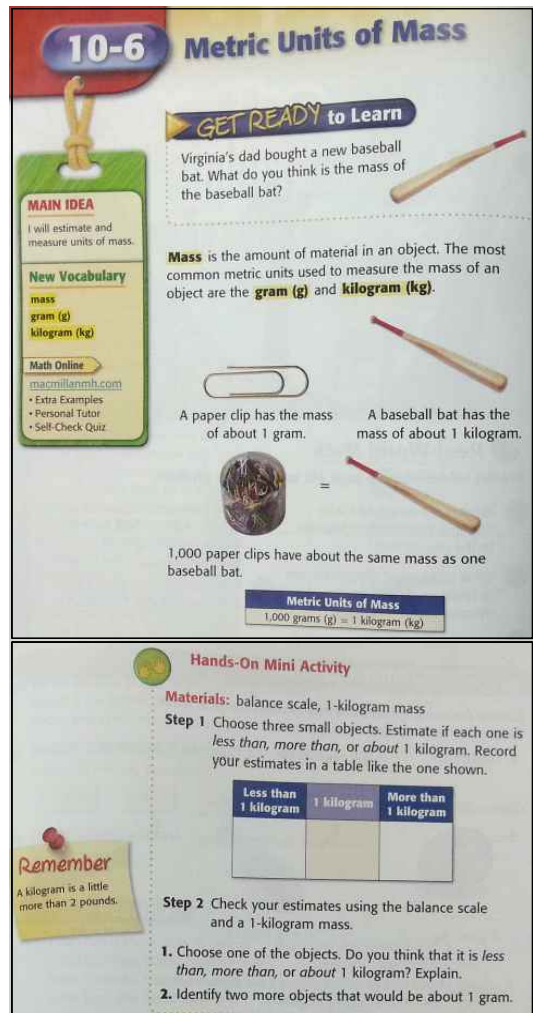 10-6
Metric Units of Mass
GET READY to Learn
Virginia's dad bought a new baseball
bat. What do you think is the mass of
the baseball bat?
MAIN IDEA
I will estimate and
measure units of mass.
New Vocabulary
mass
gram (g)
kilogram (kg)
Math Online
macmillanmh.com
• Extra Examples
• Personal Tutor
• Self-Check Quiz
Mass is the amount of material in an object. The most
common metric units used to measure the mass of an
object are the gram (g) and kilogram (kg).
A paper clip has the mass
of about 1 gram.
A baseball bat has the
mass of about 1 kilogram.
=
1,000 paper clips have about the same mass as one
baseball bat.
Metric Units of Mass
1,000 grams (g) = 1 kilogram (kg)
Hands-On Mini Activity
Materials: balance scale, 1-kilogram mass
Step 1 Choose three small objects. Estimate if each one is
less than, more than, or about 1 kilogram. Record
your estimates in a table like the one shown.
Less than
1 kilogram
1 kilogram
More than
1 kilogram
Remember
A kilogram is a little
more than 2 pounds.
Step 2 Check your estimates using the balance scale
and a 1-kilogram mass.
1. Choose one of the objects. Do you think that it is less
than, more than, or about 1 kilogram? Explain.
2. Identify two more objects that would be about 1 gram.